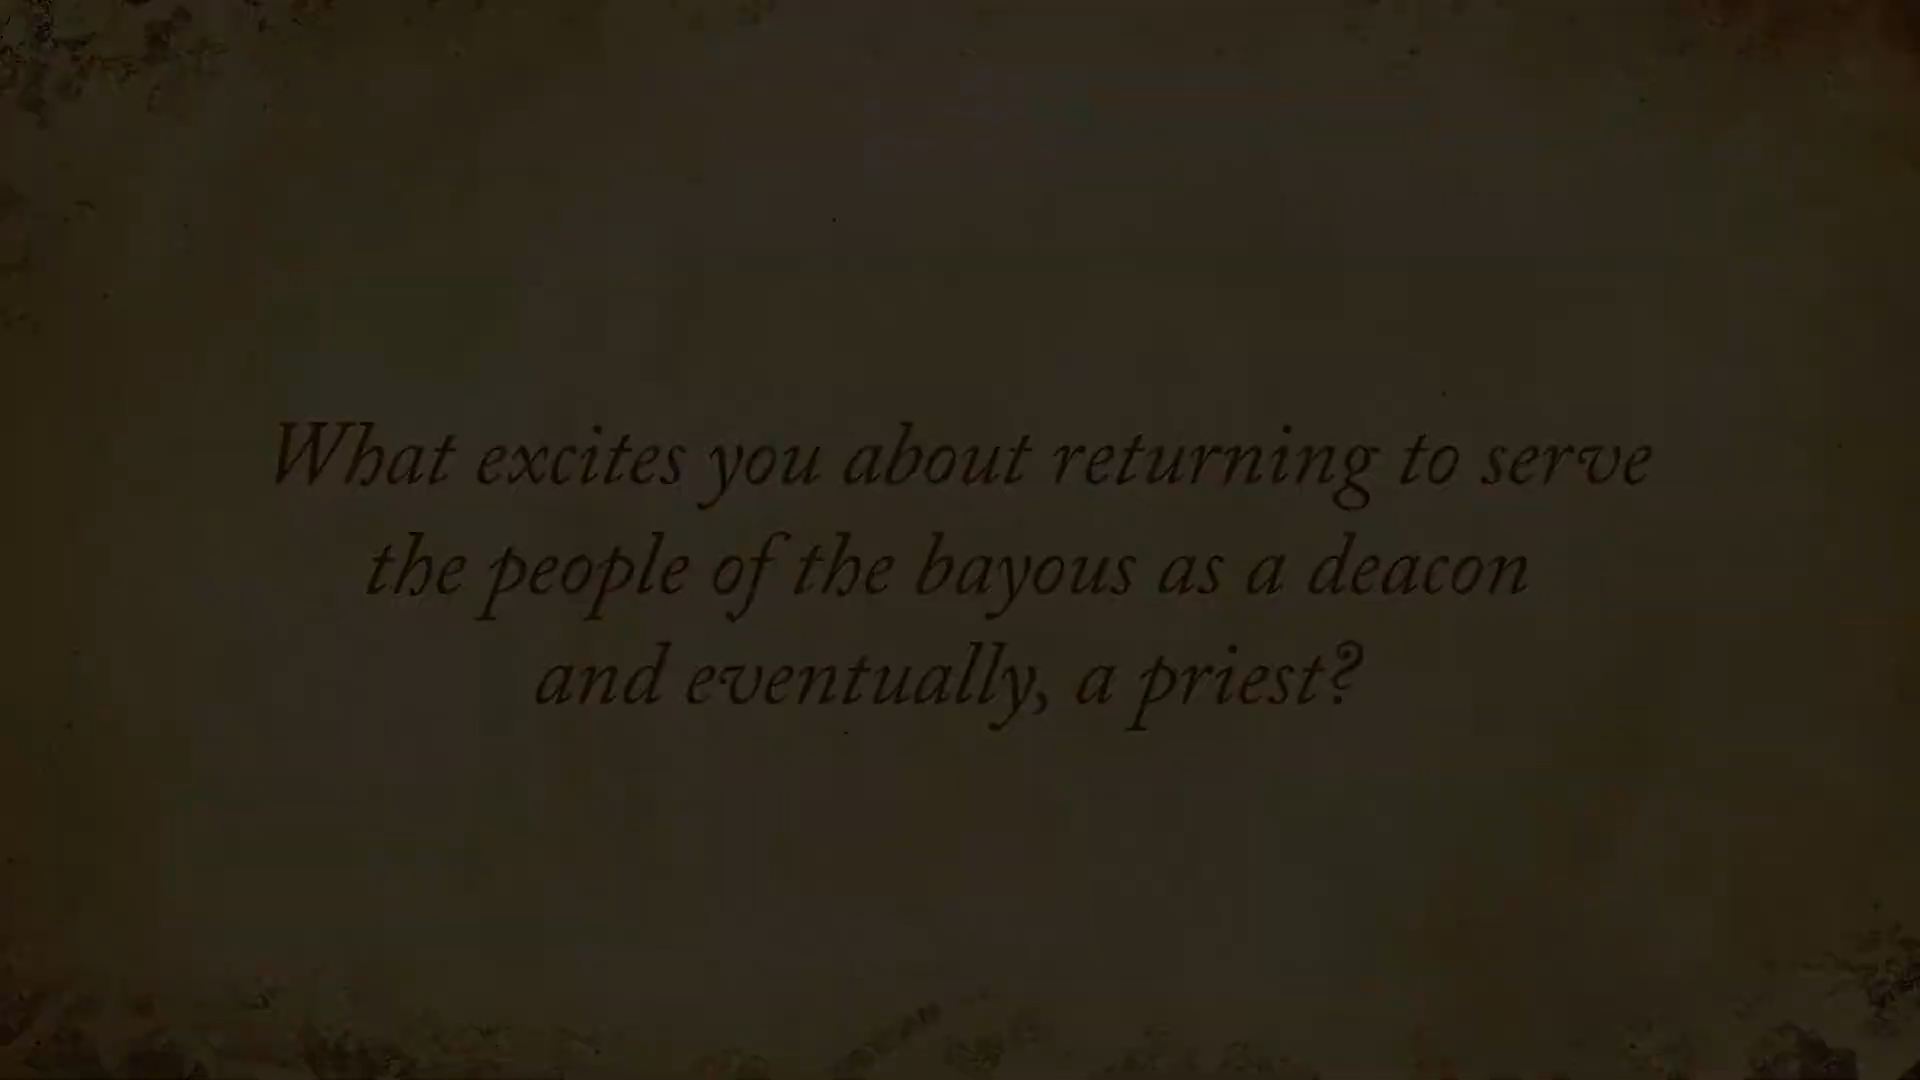 What excites you about returning to serve
the people of the bayous as a deacon
and eventually, a priest?